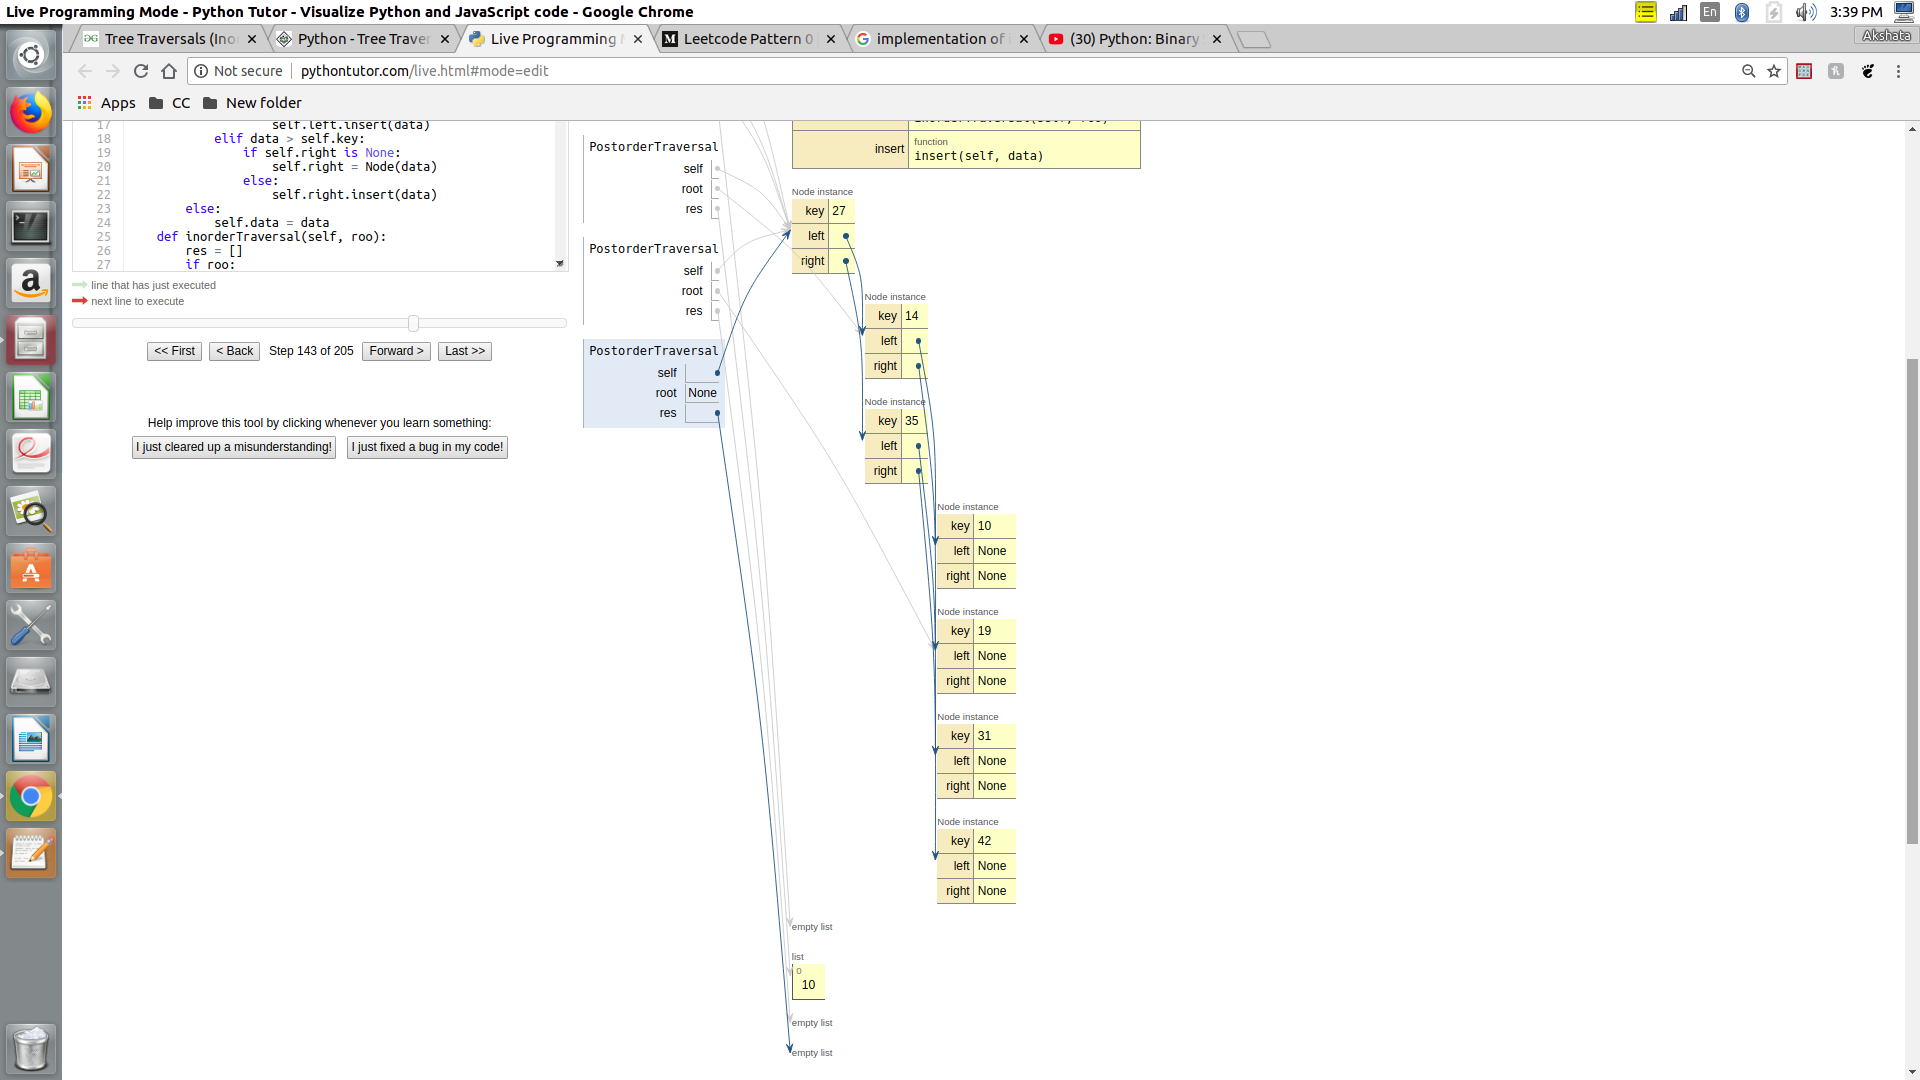 Live Programming Mode - Python Tutor - Visualize Python and JavaScript code - Google Chrome
En
3:39 PM
Akshata
Tree Traversals (Ino
Python - Tree Traver
Live Programming
Leetcode Pattern 0
implementation of
(30) Python: Binary
Not secure
pythontutor.com/live.html#mode=edit
Apps
CC
New folder
17 self.left.insert(data)
18 elif data > self.key:
19 if self.right is None:
20 self.right = Node(data)
21 else:
22 self.right.insert(data)
23 else:
24 self.data = data
25 def inorderTraversal(self, roo):
26 res = []
27 if roo:
line that has just executed
next line to execute
<< First
< Back
Step 143 of 205
Forward >
Last >>
Help improve this tool by clicking whenever you learn something:
I just cleared up a misunderstanding!
I just fixed a bug in my code!
PostorderTraversal
self
root
res
PostorderTraversal
self
root
res
PostorderTraversal
self
root None
res
insert
function
insert(self, data)
Node instance
key 27
left
right
Node instance
key 14
left
right
Node instance
key 35
left
right
Node instance
key 10
left None
right None
Node instance
key 19
left None
right None
Node instance
key 31
left None
right None
Node instance
key 42
left None
right None
empty list
list
0
10
empty list
empty list